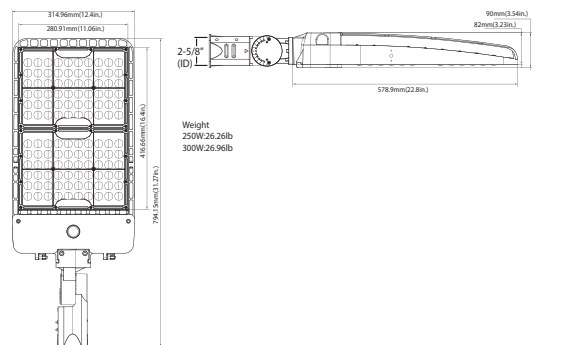 314.96mm(12.4in.)
280.91mm(11.06in.)
416.66mm(16.4in.)
794.15mm(31.27in.)
2-5/8"
(ID)
90mm(3.54in.)
82mm(3.23in.)
578.9mm(22.8in.)
Weight
250W:26.26lb
300W:26.96lb